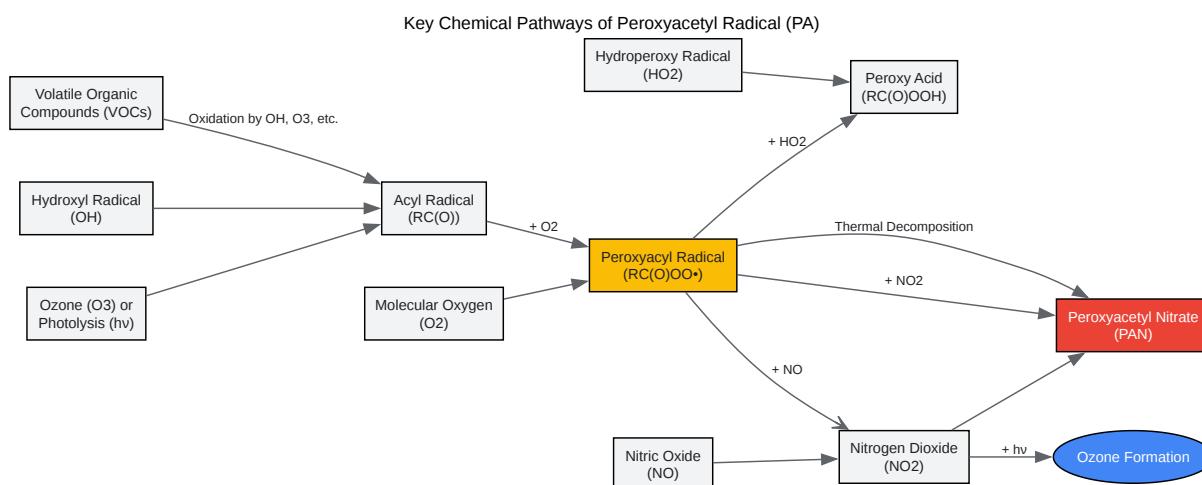 Key Chemical Pathways of Peroxyacetyl Radical (PA)
Hydroperoxy Radical
(HO2)
Peroxy Acid
(RC(O)OOH)
Volatile Organic
Compounds (VOCs)
Oxidation by OH, O3, etc.
+ HO2
Hydroxyl Radical
(OH)
Acyl Radical
(RC(O))
+ O2
Thermal Decomposition
Peroxyacyl Radical
(RC(O)OO•)
+ NO2
Ozone (O3) or
Photolysis (hν)
Molecular Oxygen
(O2)
Peroxyacetyl Nitrate
(PAN)
+ NO
Nitric Oxide
(NO)
Nitrogen Dioxide
(NO2)
+ hν
Ozone Formation